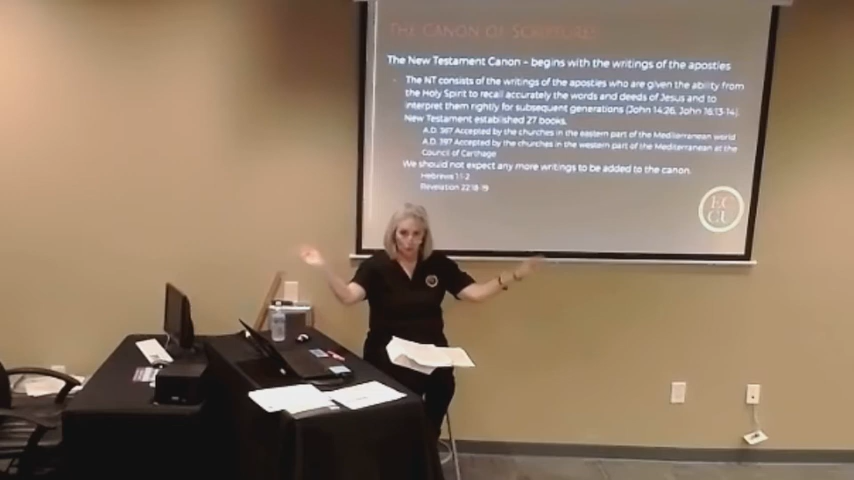 THE CANON OF SCRIPTURES
The New Testament Canon – begins with the writings of the apostles
The NT consists of the writings of the apostles who are given the ability from
the Holy Spirit to recall accurately the words and deeds of Jesus and to
interpret them rightly for subsequent generations (John 14:26, John 16:13-14)
New Testament established 27 books.
A.D. 367 Accepted by the churches in the eastern part of the Mediterranean world
A.D. 397 Accepted by the churches in the western part of the Mediterranean at the
Council of Carthage
We should not expect any more writings to be added to the canon.
Hebrews 1:1-2
Revelation 22:18-19
EC
CU